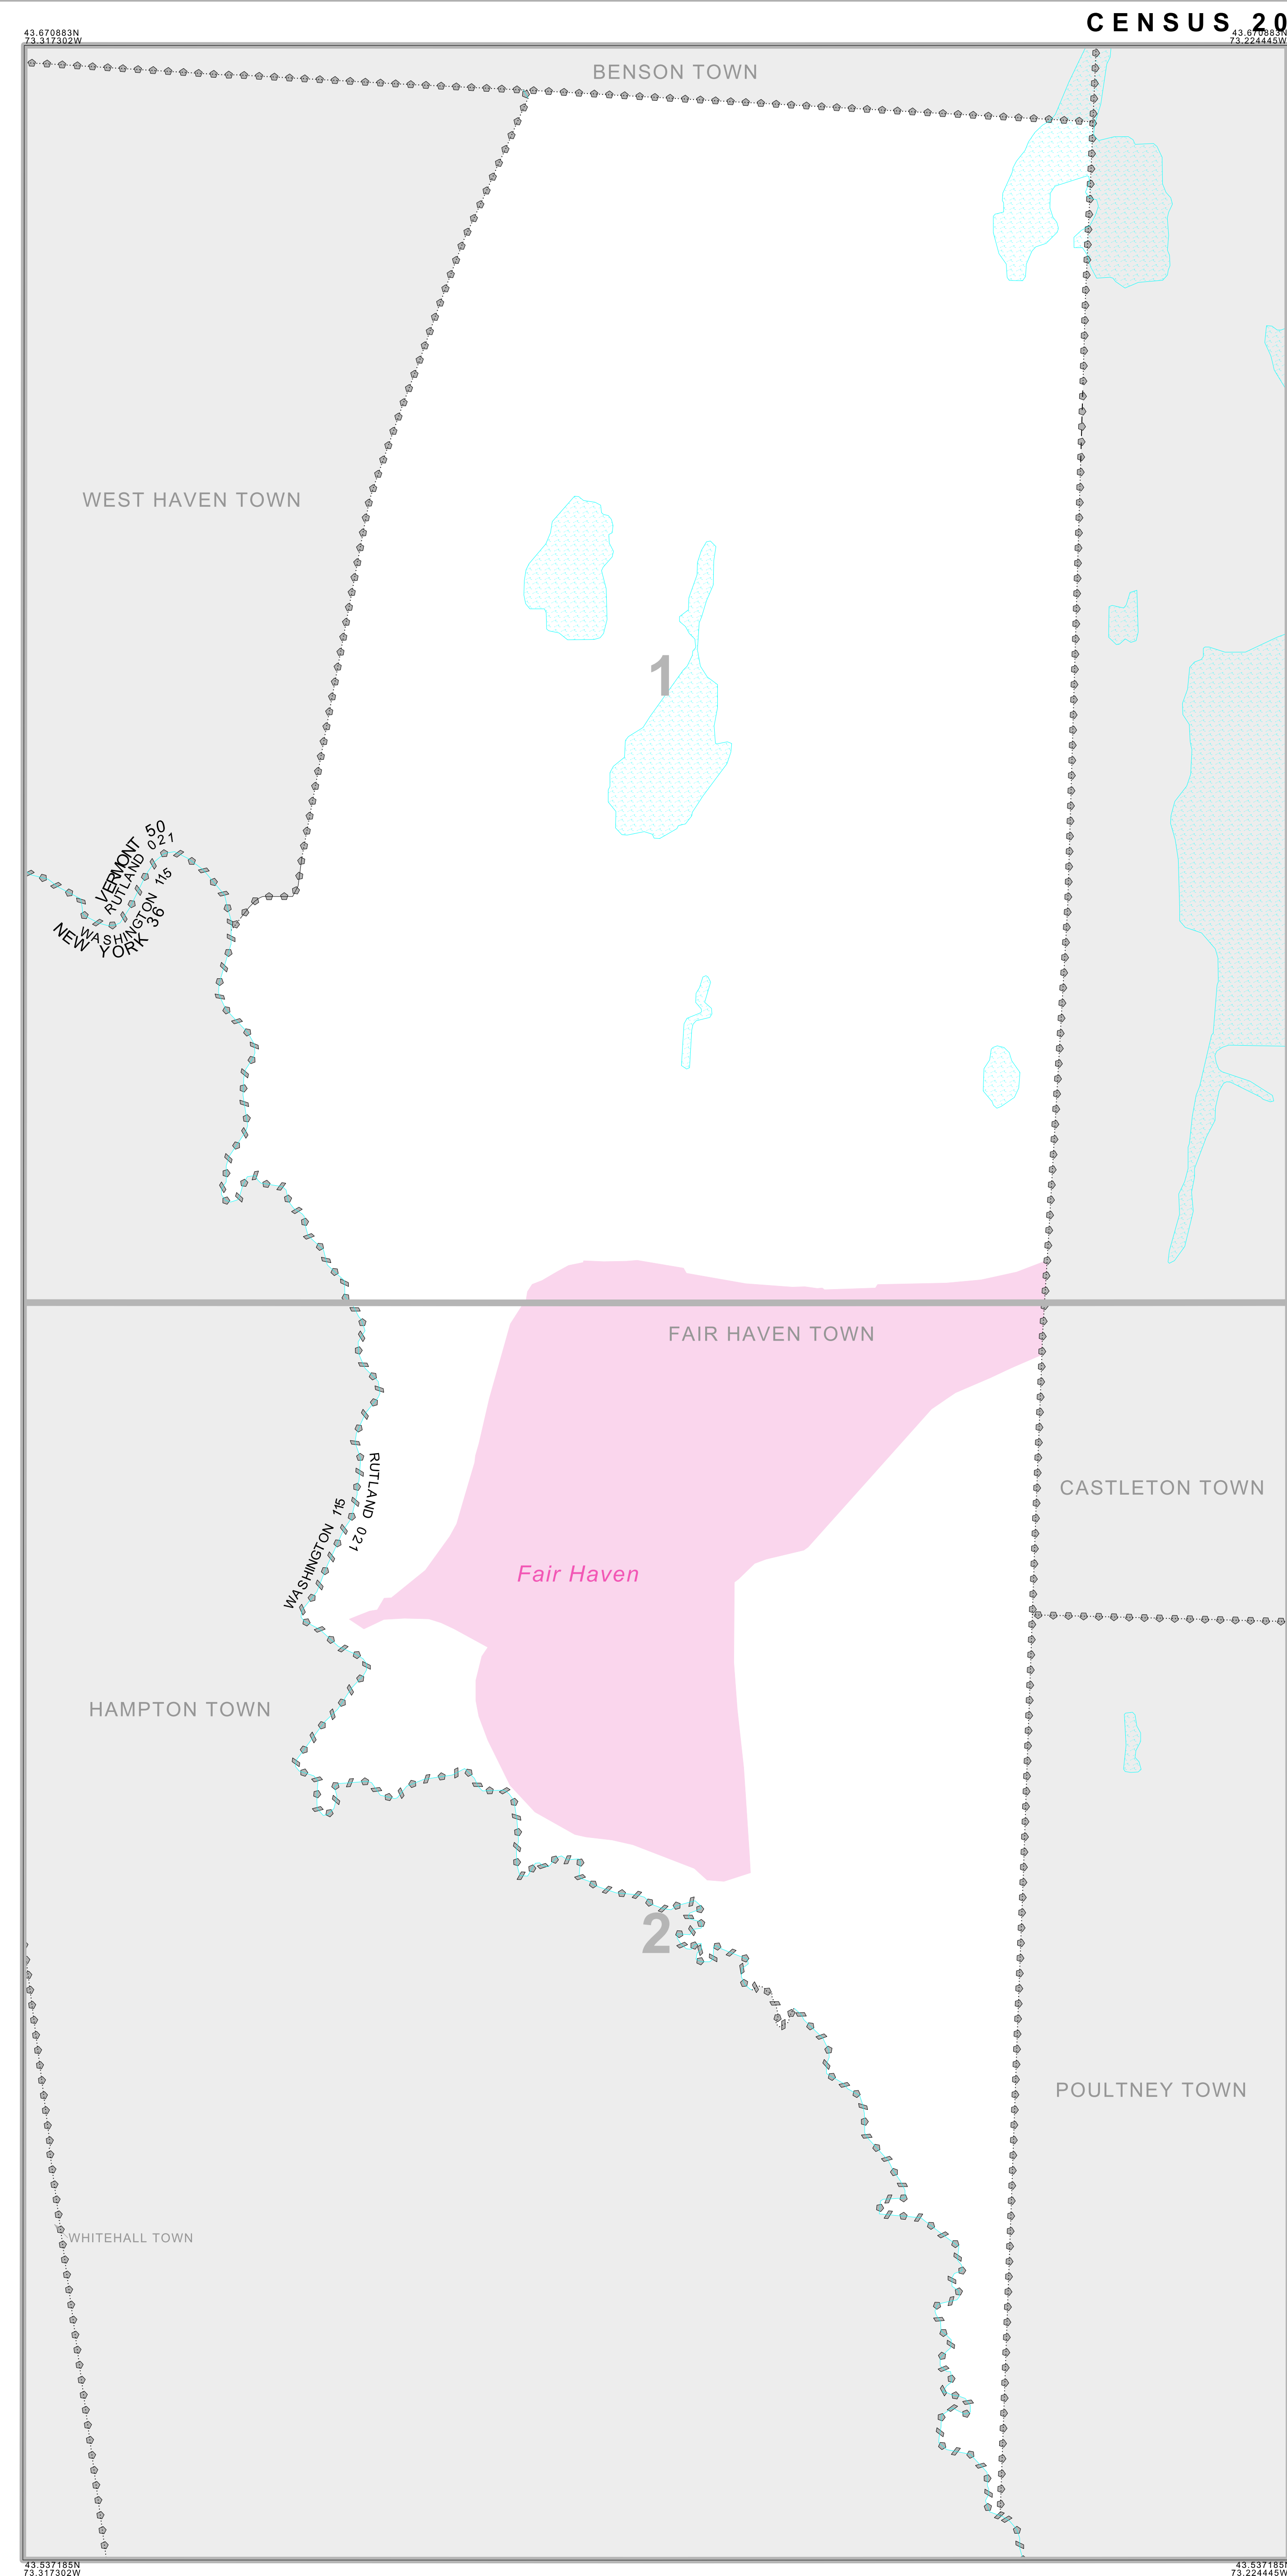 CENSUS 20
43.670883N
73.317302W
43.670883N
73.224445W
BENSON TOWN
WEST HAVEN TOWN
1
VERMONT 50
RUTLAND 021
WASHINGTON 115
NEW YORK 36
FAIR HAVEN TOWN
RUTLAND 021
WASHINGTON 115
CASTLETON TOWN
Fair Haven
HAMPTON TOWN
2
POULTNEY TOWN
WHITEHALL TOWN
43.537185N
73.317302W
43.537185N
73.224445W